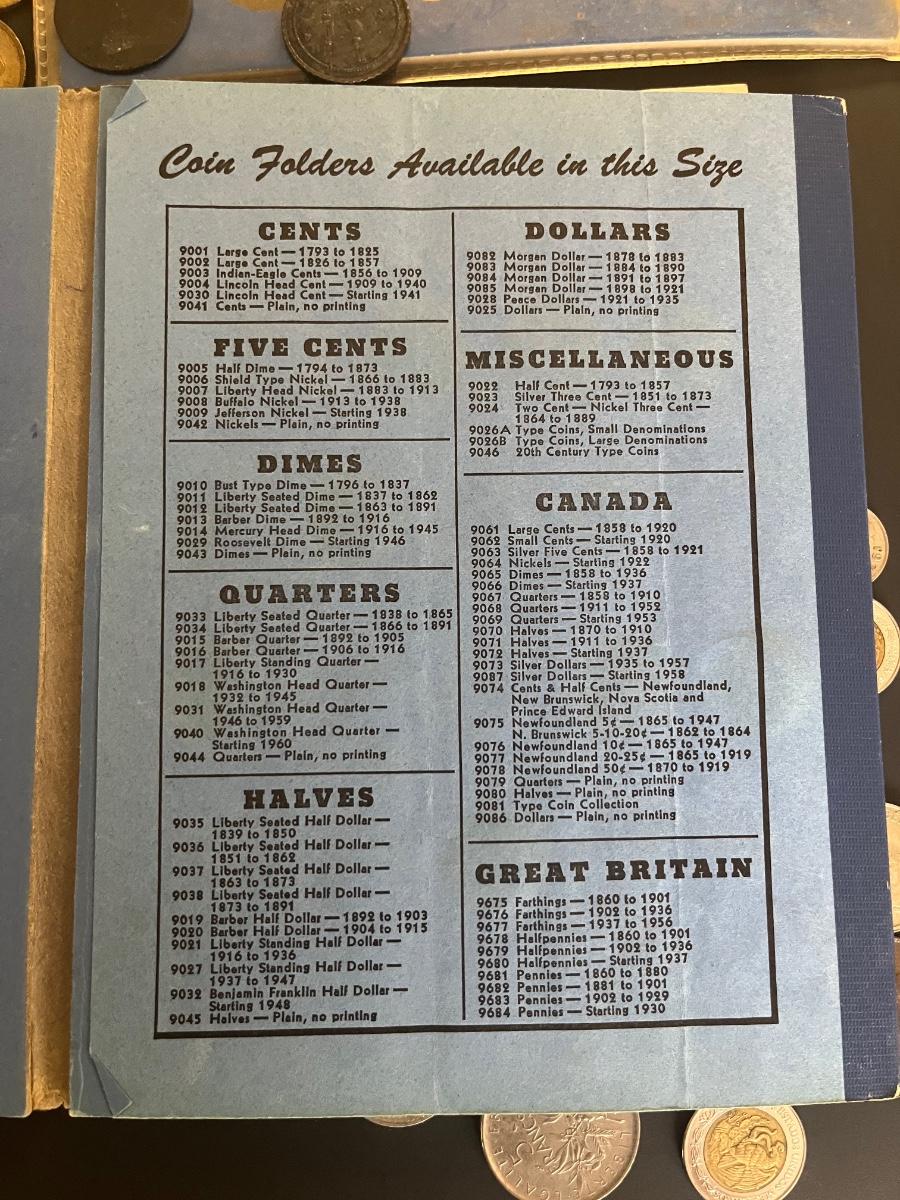 Coin Folders Available in this Size
CENTS
9001 Large Cent — 1793 to 1825
9002 Large Cent — 1826 to 1857
9003 Indian-Eagle Cents — 1856 to 1909
9004 Lincoln Head Cent — 1909 to 1940
9030 Lincoln Head Cent — Starting 1941
9041 Cents — Plain, no printing
FIVE CENTS
9005 Half Dime — 1794 to 1873
9006 Shield Type Nickel — 1866 to 1883
9007 Liberty Head Nickel — 1883 to 1913
9008 Buffalo Nickel — 1913 to 1938
9009 Jefferson Nickel — Starting 1938
9042 Nickels — Plain, no printing
DIMES
9010 Bust Type Dime — 1796 to 1837
9011 Liberty Seated Dime — 1837 to 1862
9012 Liberty Seated Dime — 1863 to 1891
9013 Barber Dime — 1892 to 1916
9014 Mercury Head Dime — 1916 to 1945
9029 Roosevelt Dime — Starting 1946
9043 Dimes — Plain, no printing
QUARTERS
9033 Liberty Seated Quarter — 1838 to 1865
9034 Liberty Seated Quarter — 1866 to 1891
9015 Barber Quarter — 1892 to 1905
9016 Barber Quarter — 1906 to 1916
9017 Liberty Standing Quarter —
1916 to 1930
9018 Washington Head Quarter —
1932 to 1945
9031 Washington Head Quarter —
1946 to 1959
9040 Washington Head Quarter —
Starting 1960
9044 Quarters — Plain, no printing
HALVES
9035 Liberty Seated Half Dollar —
1839 to 1850
9036 Liberty Seated Half Dollar —
1851 to 1862
9037 Liberty Seated Half Dollar —
1863 to 1873
9038 Liberty Seated Half Dollar —
1873 to 1891
9019 Barber Half Dollar — 1892 to 1903
9020 Barber Half Dollar — 1904 to 1915
9021 Liberty Standing Half Dollar —
1916 to 1936
9027 Liberty Standing Half Dollar —
1937 to 1947
9032 Benjamin Franklin Half Dollar —
Starting 1948
9045 Halves — Plain, no printing
DOLLARS
9082 Morgan Dollar — 1878 to 1883
9083 Morgan Dollar — 1884 to 1890
9084 Morgan Dollar — 1891 to 1897
9085 Morgan Dollar — 1898 to 1921
9028 Peace Dollars — 1921 to 1935
9025 Dollars — Plain, no printing
MISCELLANEOUS
9022 Half Cent — 1793 to 1857
9023 Silver Three Cent — 1851 to 1873
9024 Two Cent — Nickel Three Cent —
1864 to 1889
9026A Type Coins, Small Denominations
9026B Type Coins, Large Denominations
9046 20th Century Type Coins
CANADA
9061 Large Cents — 1858 to 1920
9062 Small Cents — Starting 1920
9063 Silver Five Cents — 1858 to 1921
9064 Nickels — Starting 1922
9065 Dimes — 1858 to 1936
9066 Dimes — Starting 1937
9067 Quarters — 1858 to 1910
9068 Quarters — 1911 to 1952
9069 Quarters — Starting 1953
9070 Halves — 1870 to 1910
9071 Halves — 1911 to 1936
9072 Halves — Starting 1937
9073 Silver Dollars — 1935 to 1957
9087 Silver Dollars — Starting 1958
9074 Cents & Half Cents — Newfoundland,
New Brunswick, Nova Scotia and
Prince Edward Island
9075 Newfoundland 5¢ — 1865 to 1947
N. Brunswick 5-10-20¢ — 1862 to 1864
9076 Newfoundland 10¢ — 1865 to 1947
9077 Newfoundland 20-25¢ — 1865 to 1919
9078 Newfoundland 50¢ — 1870 to 1919
9079 Quarters — Plain, no printing
9080 Halves — Plain, no printing
9081 Type Coin Collection
9086 Dollars — Plain, no printing
GREAT BRITAIN
9675 Farthings — 1860 to 1901
9676 Farthings — 1902 to 1936
9677 Farthings — 1937 to 1956
9678 Halfpennies — 1860 to 1901
9679 Halfpennies — 1902 to 1936
9680 Halfpennies — Starting 1937
9681 Pennies — 1860 to 1880
9682 Pennies — 1881 to 1901
9683 Pennies — 1902 to 1929
9684 Pennies — Starting 1930